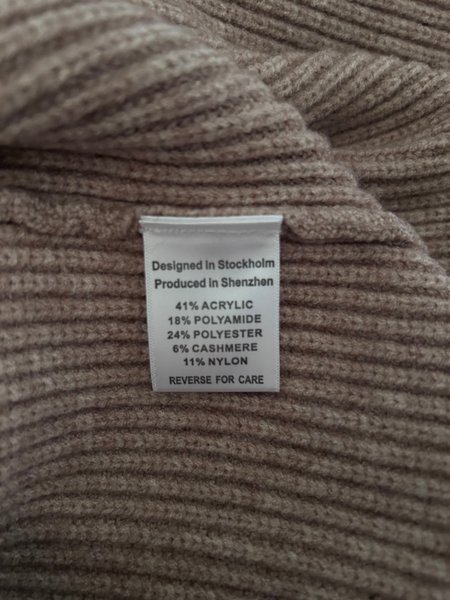 Designed in Stockholm
Produced in Shenzhen
41% ACRYLIC
18% POLYAMIDE
24% POLYESTER
6% CASHMERE
11% NYLON
REVERSE FOR CARE